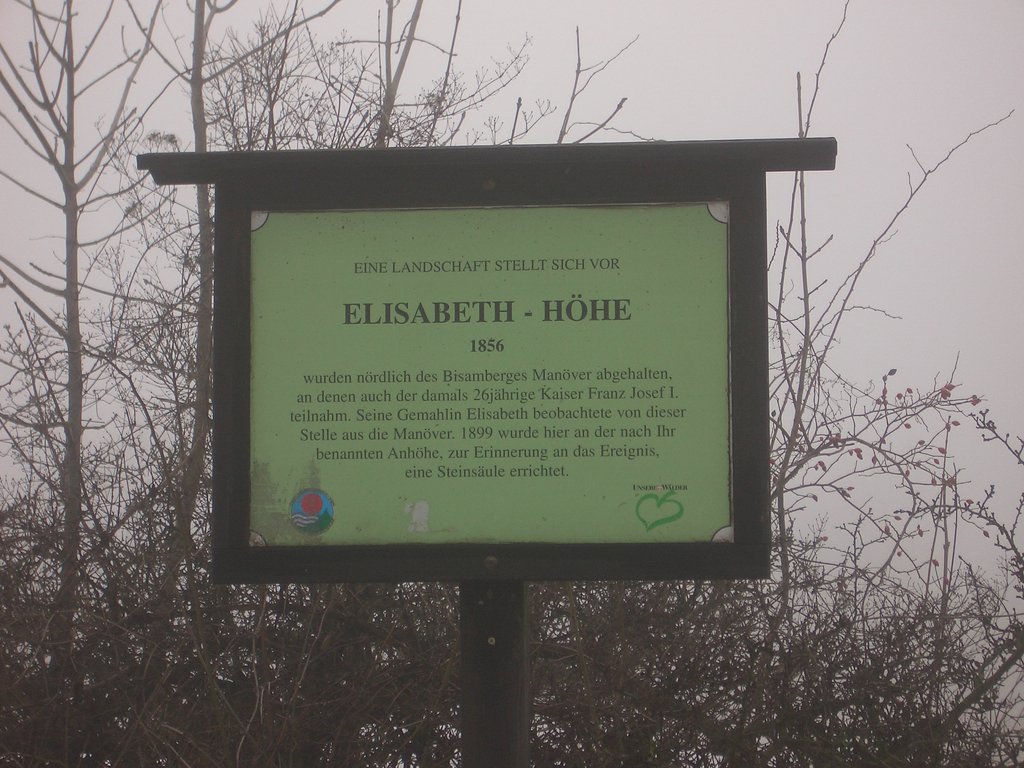 EINE LANDSCHAFT STELLT SICH VOR
ELISABETH - HÖHE
1856
wurden nördlich des Bisamberges Manöver abgehalten,
an denen auch der damals 26jährige Kaiser Franz Josef I.
teilnahm. Seine Gemahlin Elisabeth beobachtete von dieser
Stelle aus die Manöver. 1899 wurde hier an der nach Ihr
benannten Anhöhe, zur Erinnerung an das Ereignis,
eine Steinsäule errichtet.
UNSERE WÄLDER